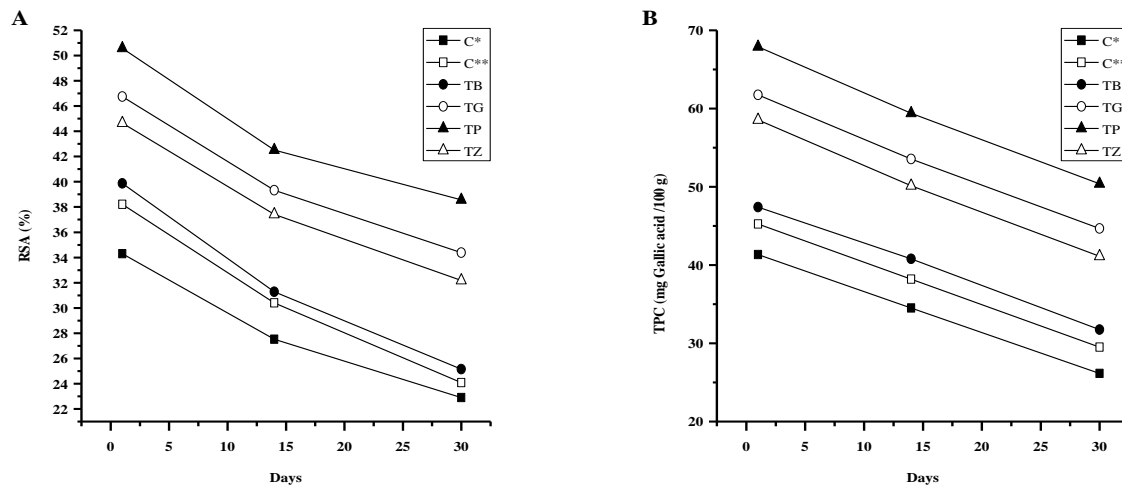 A
52
50
48
46
44
42
40
38
36
34
32
30
28
26
24
22
RSA (%)
0 5 10 15 20 25 30
Days
C*
C**
TB
TG
TP
TZ
B
70
60
50
40
30
20
TPC (mg Gallic acid /100 g)
0 5 10 15 20 25 30
Days
C*
C**
TB
TG
TP
TZ